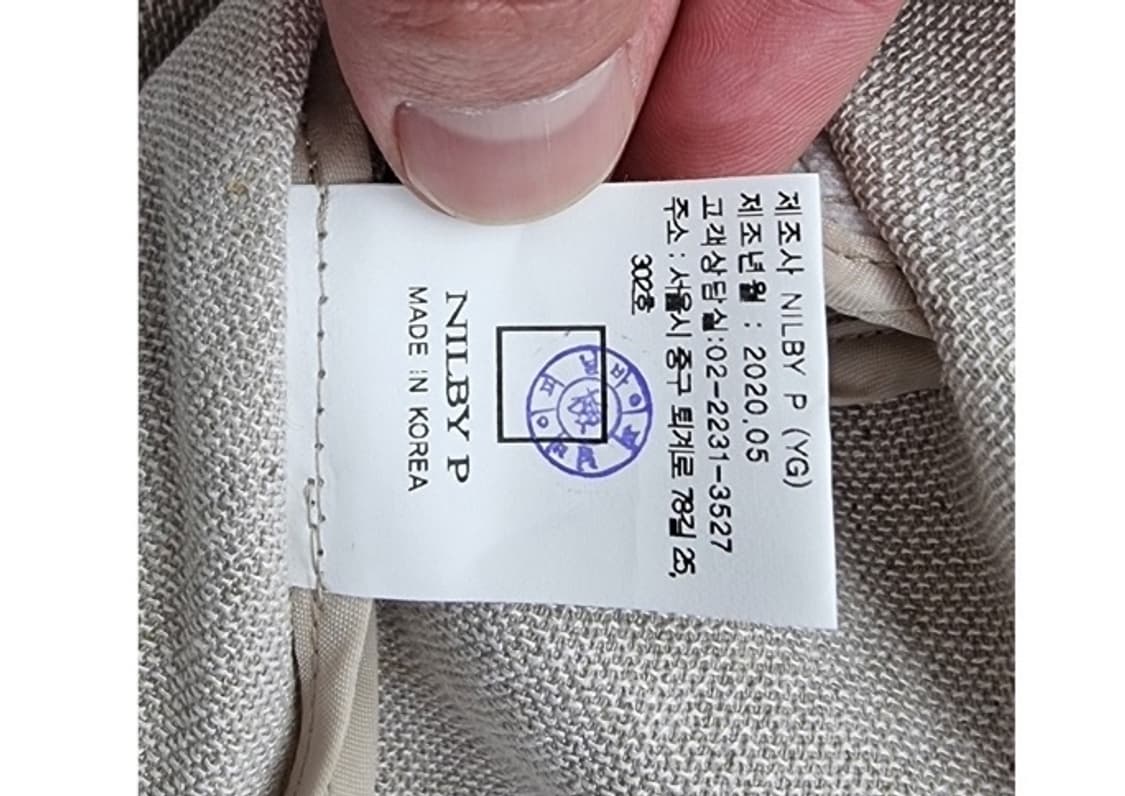 제조사 NILBY P (YG)
제조년월 : 2020.05
고객상담실:02-2231-3527
주소 : 서울시 중구 퇴계로 78길 25,
302호
NILBY P
MADE IN KOREA